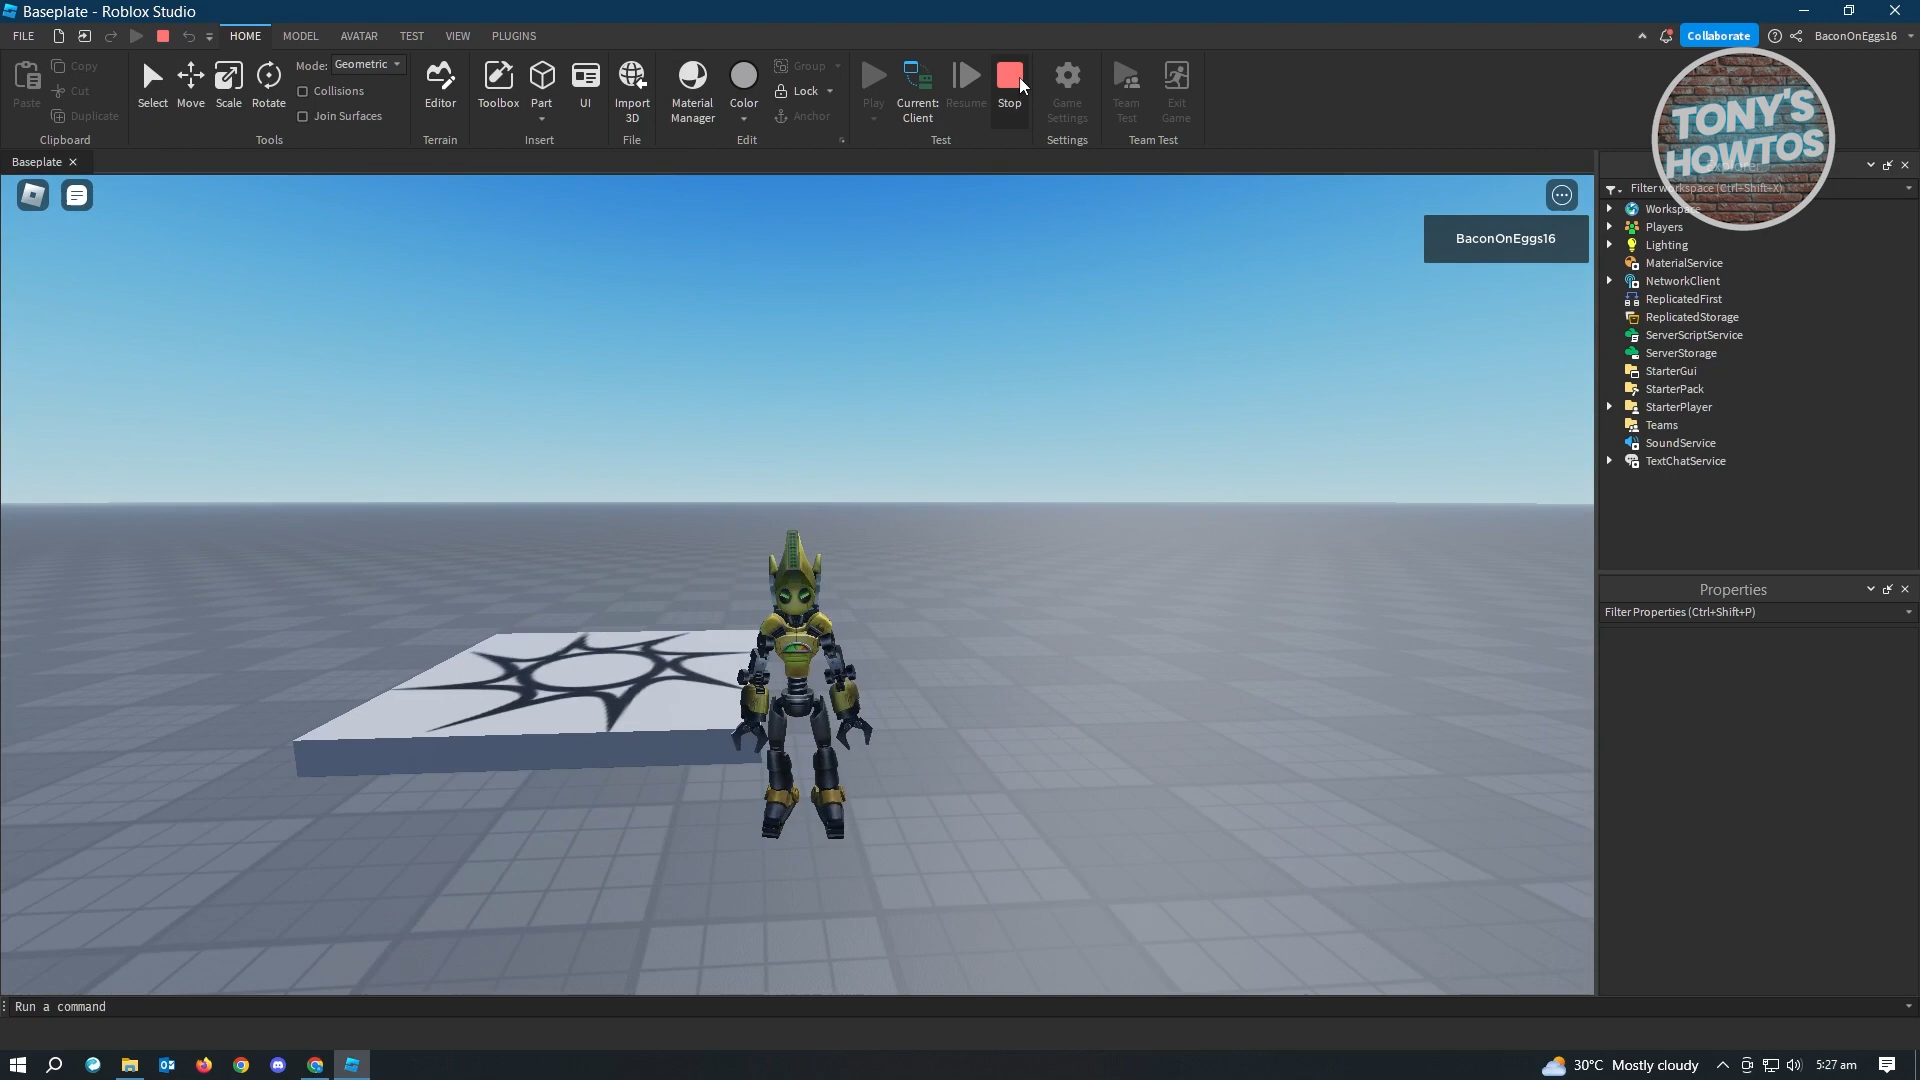 Baseplate - Roblox Studio
FILE HOME MODEL AVATAR TEST VIEW PLUGINS Collaborate BaconOnEggs16
Paste Copy Cut Duplicate
Clipboard
Select Move Scale Rotate
Mode: Geometric
Collisions
Join Surfaces
Tools
Editor
Terrain
Toolbox Part UI
Insert
Import 3D
File
Material Manager Color
Group
Lock
Anchor
Edit
Play Current: Client Resume Stop
Test
Game Settings
Settings
Team Test Exit Game
Team Test
TONY'S
HOWTOS
Baseplate
BaconOnEggs16
Filter workspace (Ctrl+Shift+X)
Workspace
Players
Lighting
MaterialService
NetworkClient
ReplicatedFirst
ReplicatedStorage
ServerScriptService
ServerStorage
StarterGui
StarterPack
StarterPlayer
Teams
SoundService
TextChatService
Properties
Filter Properties (Ctrl+Shift+P)
Run a command
30°C Mostly cloudy 5:27 am